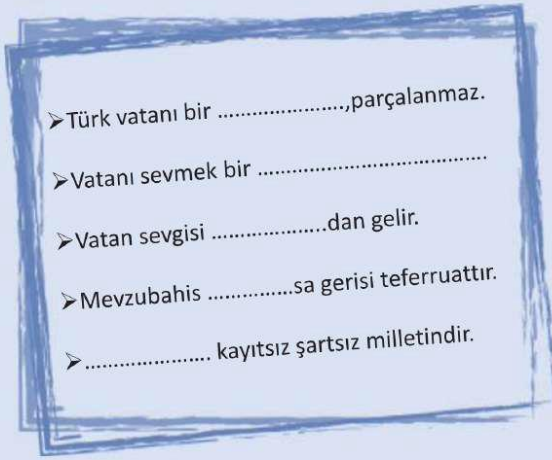 ➢Türk vatanı bir ......................,parçalanmaz.
➢Vatanı sevmek bir ........................................
➢Vatan sevgisi ....................dan gelir.
➢Mevzubahis ...............sa gerisi teferruattır.
➢...................... kayıtsız şartsız milletindir.